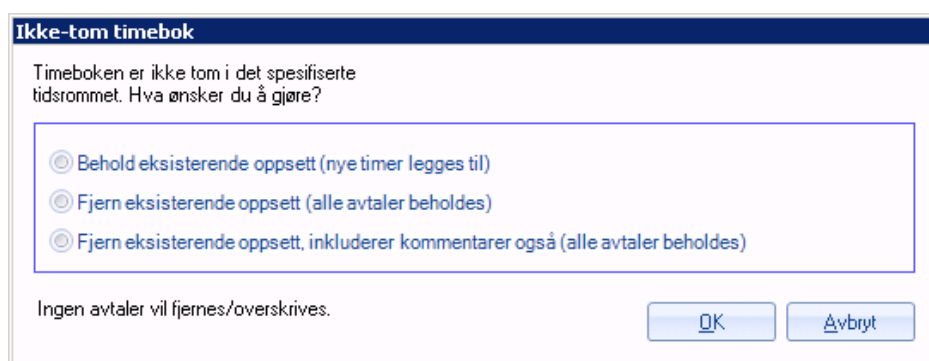 Ikke-tom timebok
Timeboken er ikke tom i det spesifiserte
tidsrommet. Hva ønsker du å gjøre?
Behold eksisterende oppsett (nye timer legges til)
Fjern eksisterende oppsett (alle avtaler beholdes)
Fjern eksisterende oppsett, inkluderer kommentarer også (alle avtaler beholdes)
Ingen avtaler vil fjernes/overskrives.
OK Avbryt